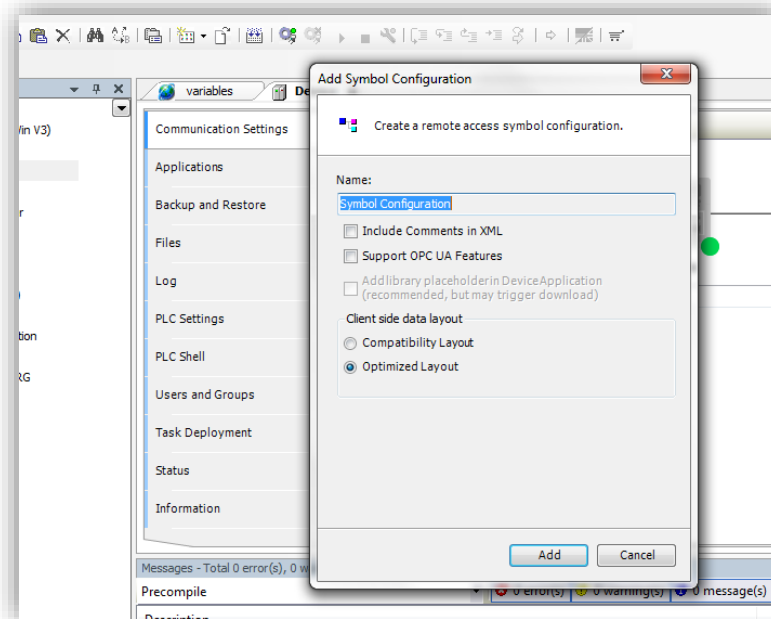 variables
Add Symbol Configuration
Create a remote access symbol configuration.
Name:
Symbol Configuration
Include Comments in XML
Support OPC UA Features
Add library placeholder in DeviceApplication
(recommended, but may trigger download)
Client side data layout
Compatibility Layout
Optimized Layout
Add
Cancel
Communication Settings
Applications
Backup and Restore
Files
Log
PLC Settings
PLC Shell
Users and Groups
Task Deployment
Status
Information
Messages - Total 0 error(s), 0 w
Precompile
0 error(s)
0 warning(s)
0 message(s)
V3)